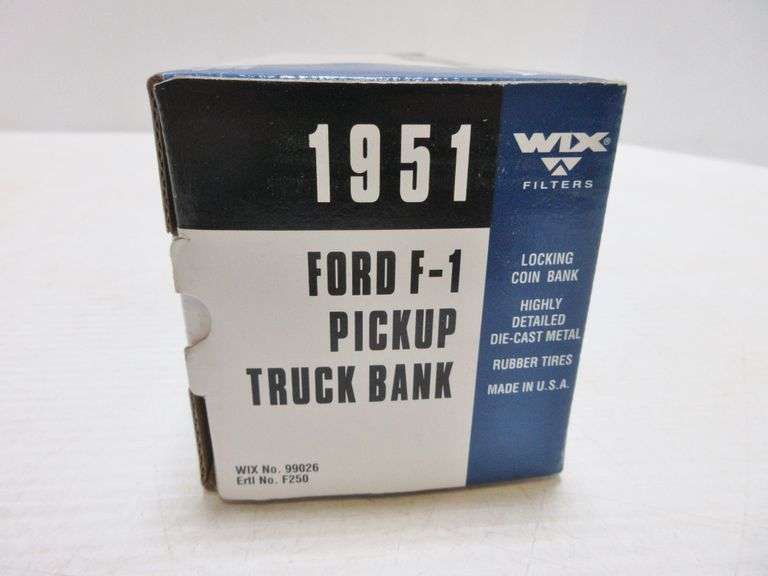 1951
FORD F-1
PICKUP
TRUCK BANK
WIX No. 99026
Ertl No. F250
WIX®
FILTERS
LOCKING
COIN BANK
HIGHLY
DETAILED
DIE-CAST METAL
RUBBER TIRES
MADE IN U.S.A.